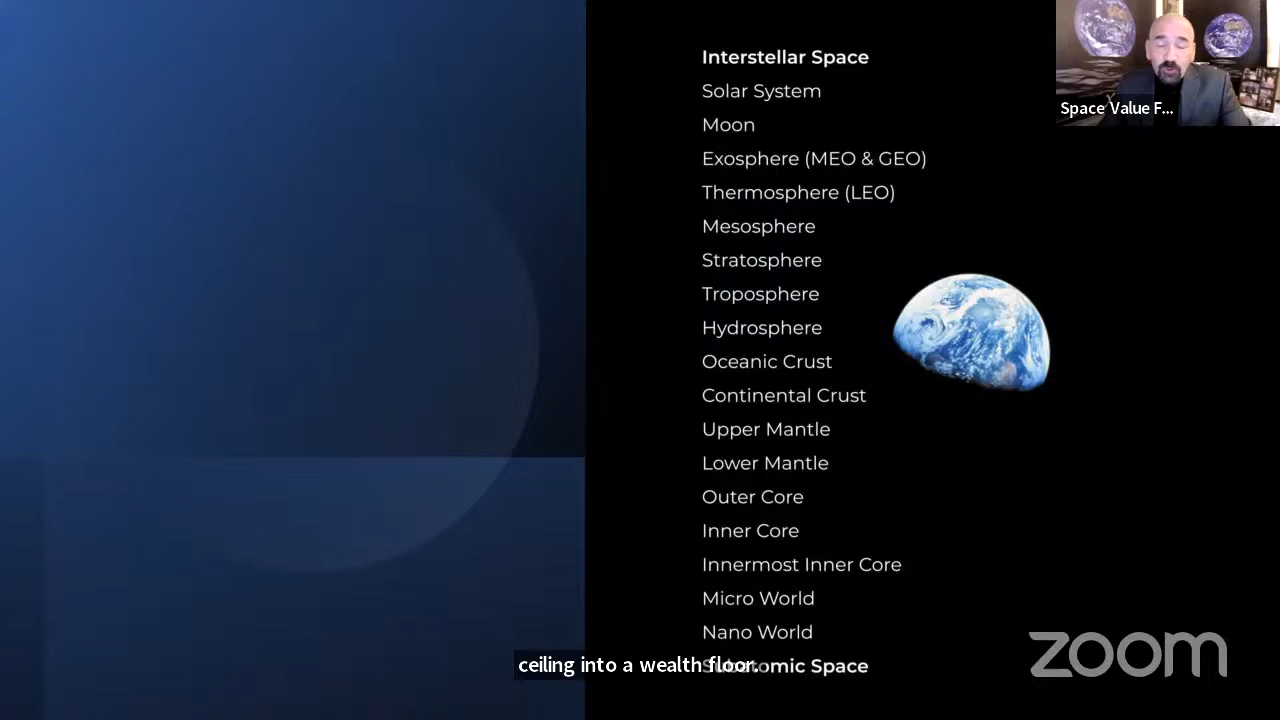 Interstellar Space
Solar System
Moon
Exosphere (MEO & GEO)
Thermosphere (LEO)
Mesosphere
Stratosphere
Troposphere
Hydrosphere
Oceanic Crust
Continental Crust
Upper Mantle
Lower Mantle
Outer Core
Inner Core
Innermost Inner Core
Micro World
Nano World
Subatomic Space
ceiling into a wealth floor.
Space Value F...
zoom